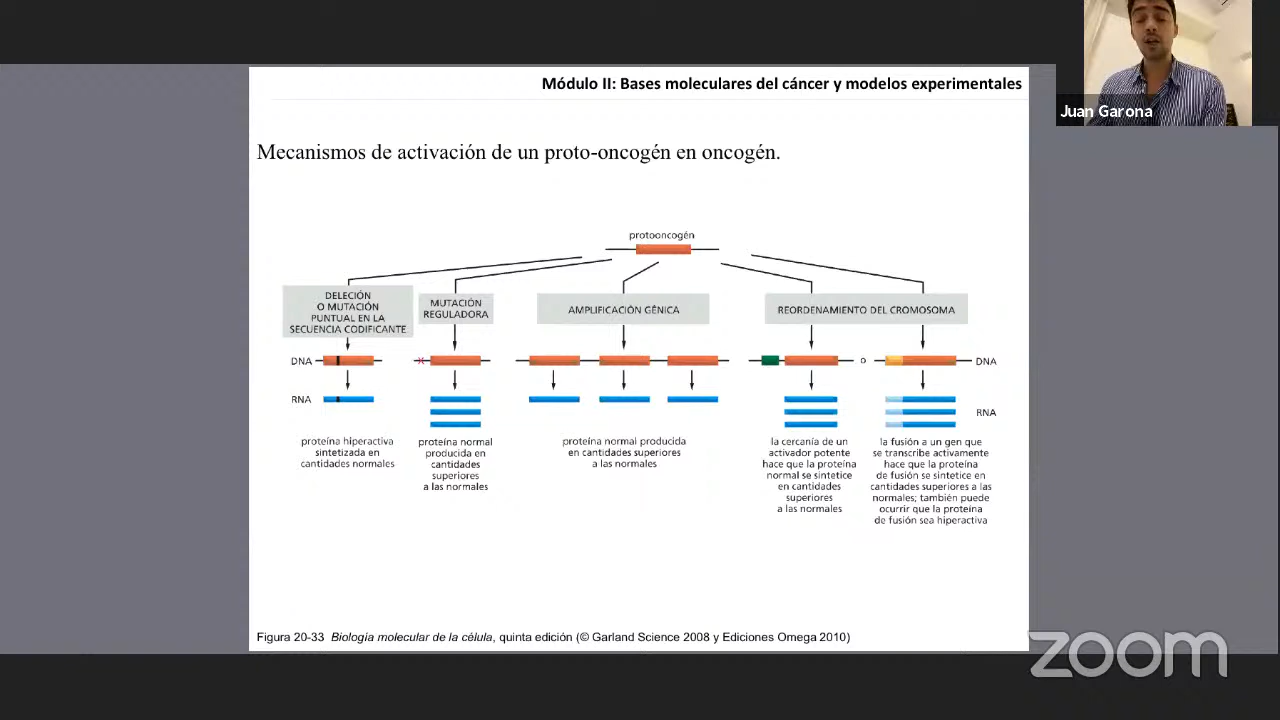 Módulo II: Bases moleculares del cáncer y modelos experimentales
Juan Garona
Mecanismos de activación de un proto-oncogén en oncogén.
protooncogén
DELECIÓN
O MUTACIÓN
PUNTUAL EN LA
SECUENCIA CODIFICANTE
MUTACIÓN
REGULADORA
AMPLIFICACIÓN GÉNICA
REORDENAMIENTO DEL CROMOSOMA
DNA
o
DNA
RNA
RNA
proteína hiperactiva
sintetizada en
cantidades normales
proteína normal
producida en
cantidades
superiores
a las normales
proteína normal producida
en cantidades superiores
a las normales
la cercanía de un
activador potente
hace que la proteína
normal se sintetice
en cantidades
superiores
a las normales
la fusión a un gen que
se transcribe activamente
hace que la proteína
de fusión se sintetice en
cantidades superiores a las
normales; también puede
ocurrir que la proteína
de fusión sea hiperactiva
Figura 20-33 Biología molecular de la célula, quinta edición (© Garland Science 2008 y Ediciones Omega 2010)
zoom